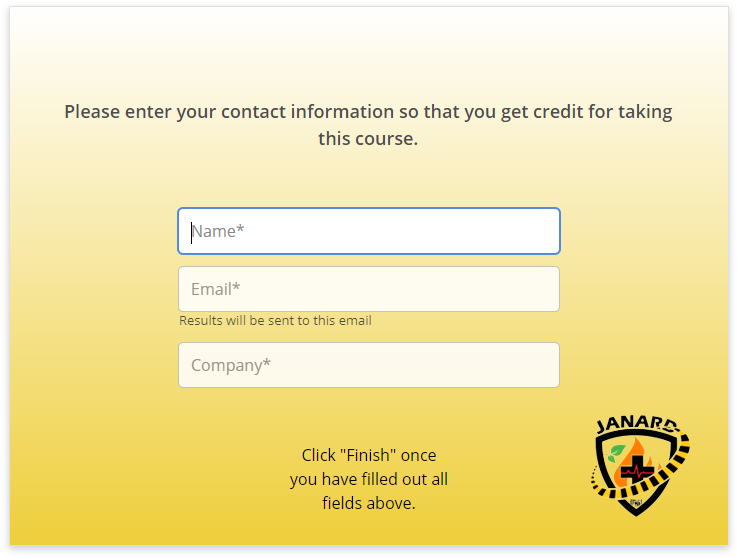 Please enter your contact information so that you get credit for taking
this course.
Name*
Email*
Results will be sent to this email
Company*
JANARD
Click "Finish" once
you have filled out all
fields above.